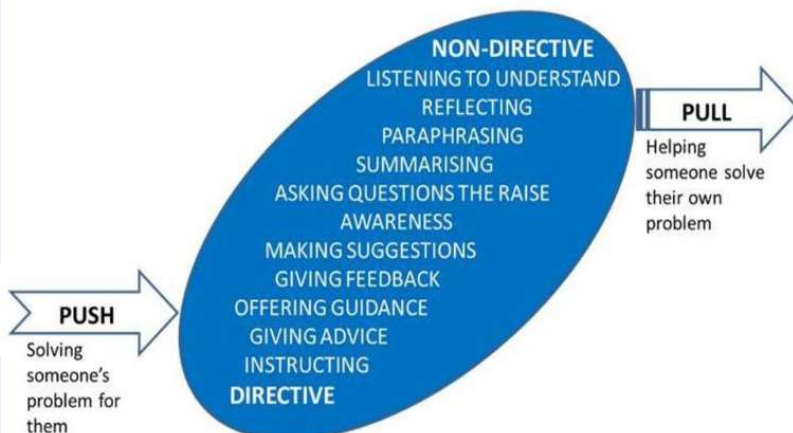 NON-DIRECTIVE
LISTENING TO UNDERSTAND
REFLECTING
PARAPHRASING
SUMMARISING
ASKING QUESTIONS THE RAISE
AWARENESS
MAKING SUGGESTIONS
GIVING FEEDBACK
OFFERING GUIDANCE
GIVING ADVICE
INSTRUCTING
DIRECTIVE
PULL
Helping
someone solve
their own
problem
PUSH
Solving
someone's
problem for
them